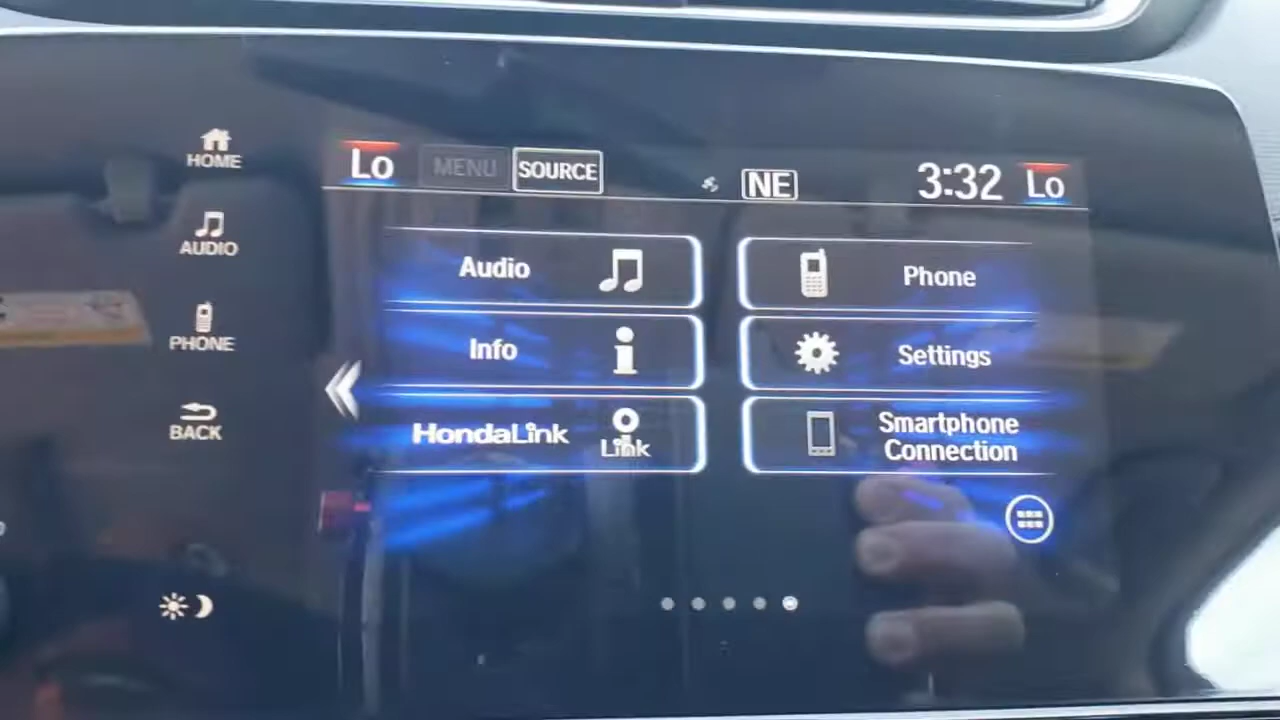 HOME
AUDIO
PHONE
BACK
Lo MENU SOURCE NE 3:32 Lo
Audio
Phone
Info
Settings
HondaLink Link
Smartphone
Connection